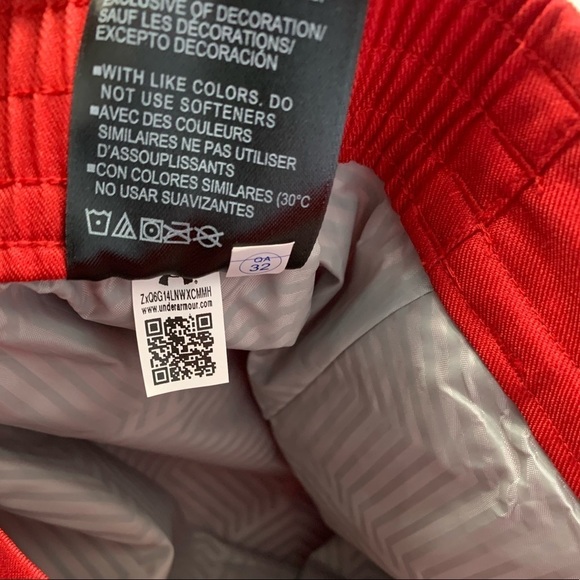 EXCLUSIVE OF DECORATION/
SAUF LES DÉCORATIONS/
EXCEPTO DECORACIÓN
▪WITH LIKE COLORS. DO
NOT USE SOFTENERS
▪AVEC DES COULEURS
SIMILAIRES NE PAS UTILISER
D'ASSOUPLISSANTS
▪CON COLORES SIMILARES (30°C
NO USAR SUAVIZANTES
QA
32
ZxQ6G14LNWXCMMH
www.underarmour.com